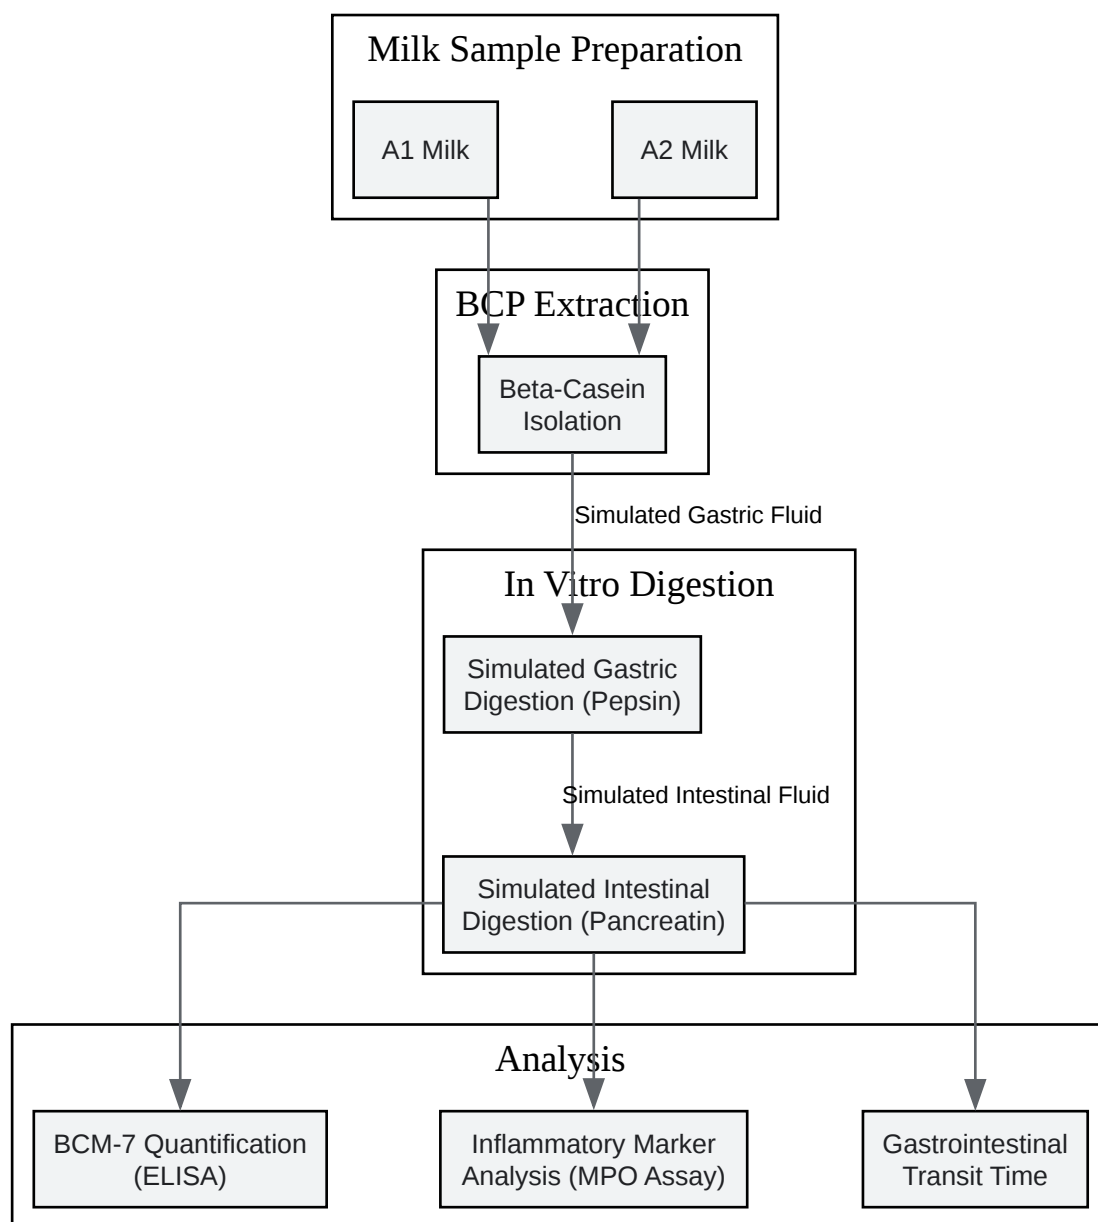 Milk Sample Preparation
A1 Milk
A2 Milk
BCP Extraction
Beta-Casein
Isolation
Simulated Gastric Fluid
In Vitro Digestion
Simulated Gastric
Digestion (Pepsin)
Simulated Intestinal Fluid
Simulated Intestinal
Digestion (Pancreatin)
Analysis
BCM-7 Quantification
(ELISA)
Inflammatory Marker
Analysis (MPO Assay)
Gastrointestinal
Transit Time